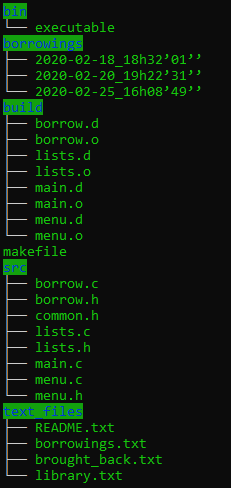 bin
└── executable
borrowings
├── 2020-02-18_18h32’01’’
├── 2020-02-20_19h22’31’’
└── 2020-02-25_16h08’49’’
build
├── borrow.d
├── borrow.o
├── lists.d
├── lists.o
├── main.d
├── main.o
├── menu.d
└── menu.o
makefile
src
├── borrow.c
├── borrow.h
├── common.h
├── lists.c
├── lists.h
├── main.c
├── menu.c
└── menu.h
text_files
├── README.txt
├── borrowings.txt
├── brought_back.txt
└── library.txt